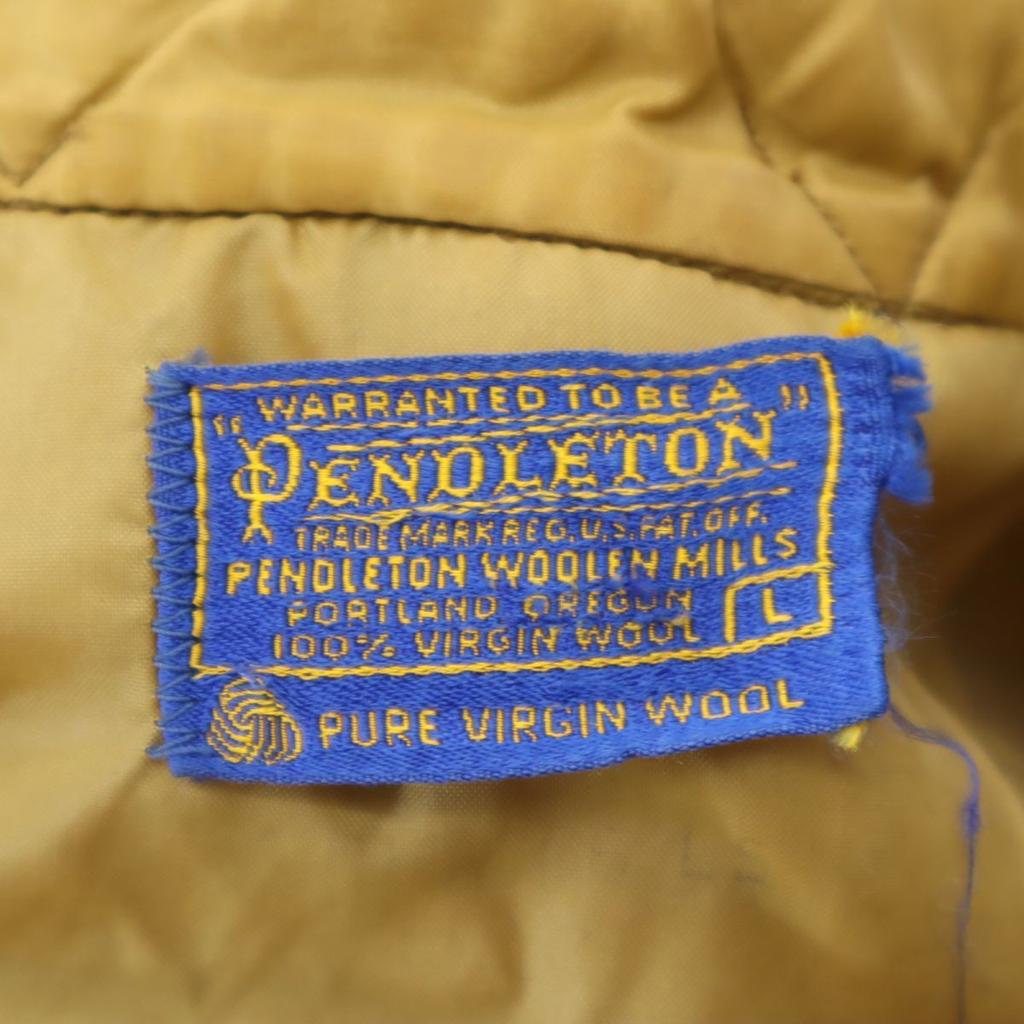 WARRANTED TO BE A
"PENDLETON"
TRADE MARK REG. U.S. PAT. OFF.
PENDLETON WOOLEN MILLS
PORTLAND, OREGON
100% VIRGIN WOOL
L
PURE VIRGIN WOOL